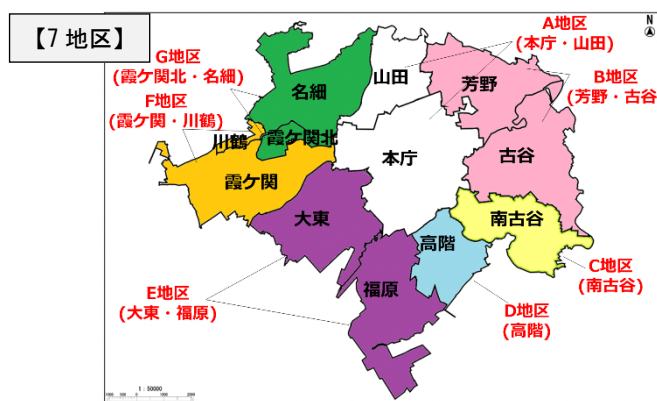 【7 地区】
N
A地区
(本庁・山田)
G地区
(霞ケ関北・名細)
B地区
(芳野・古谷)
F地区
(霞ケ関・川鶴)
山田
芳野
名細
川鶴
霞ケ関北
本庁
古谷
霞ケ関
大東
南古谷
高階
福原
C地区
(南古谷)
E地区
(大東・福原)
D地区
(高階)
1 : 50000